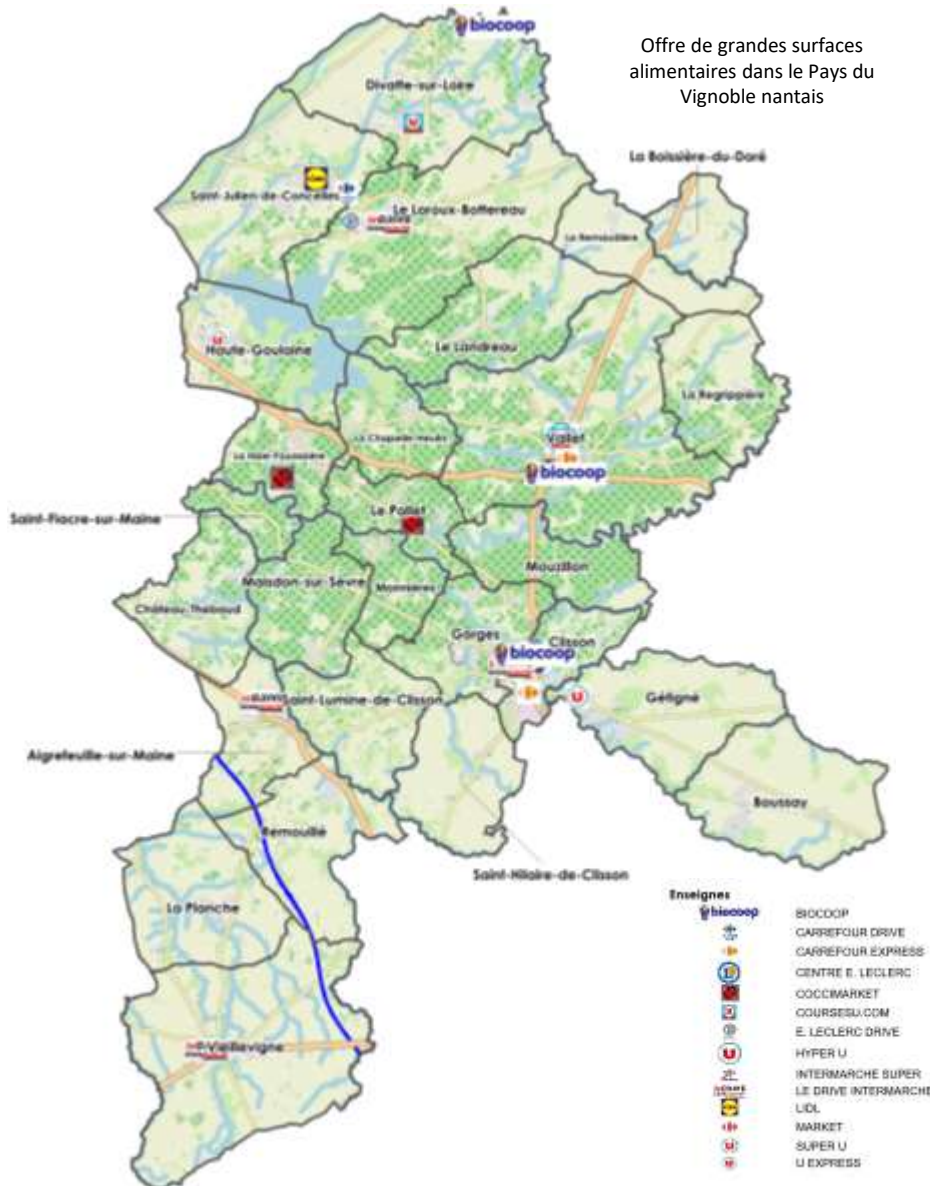 biocoop
Offre de grandes surfaces
alimentaires dans le Pays du
Vignoble nantais
Divatte-sur-Loire
La Boissière-du-Doré
Saint-Julien-de-Concelles
Le Loroux-Bottereau
La Remaudière
Haute-Goulaine
Le Landreau
La Regrippière
Vallet
La Chapelle-Heulin
La Haie-Fouassière
biocoop
Saint-Fiacre-sur-Maine
Le Pallet
Mouzillon
Maisdon-sur-Sèvre
Monnières
Château-Thébaud
Gorges
Clisson
biocoop
Gétigné
Saint-Lumine-de-Clisson
Aigrefeuille-sur-Maine
Boussay
Remouillé
Saint-Hilaire-de-Clisson
La Planche
Vieillevigne
Enseignes
biocoop BIOCOOP
CARREFOUR DRIVE
CARREFOUR EXPRESS
CENTRE E. LECLERC
COCCIMARKET
COURSESU.COM
E. LECLERC DRIVE
HYPER U
INTERMARCHE SUPER
LE DRIVE INTERMARCHE
LIDL
MARKET
SUPER U
U EXPRESS